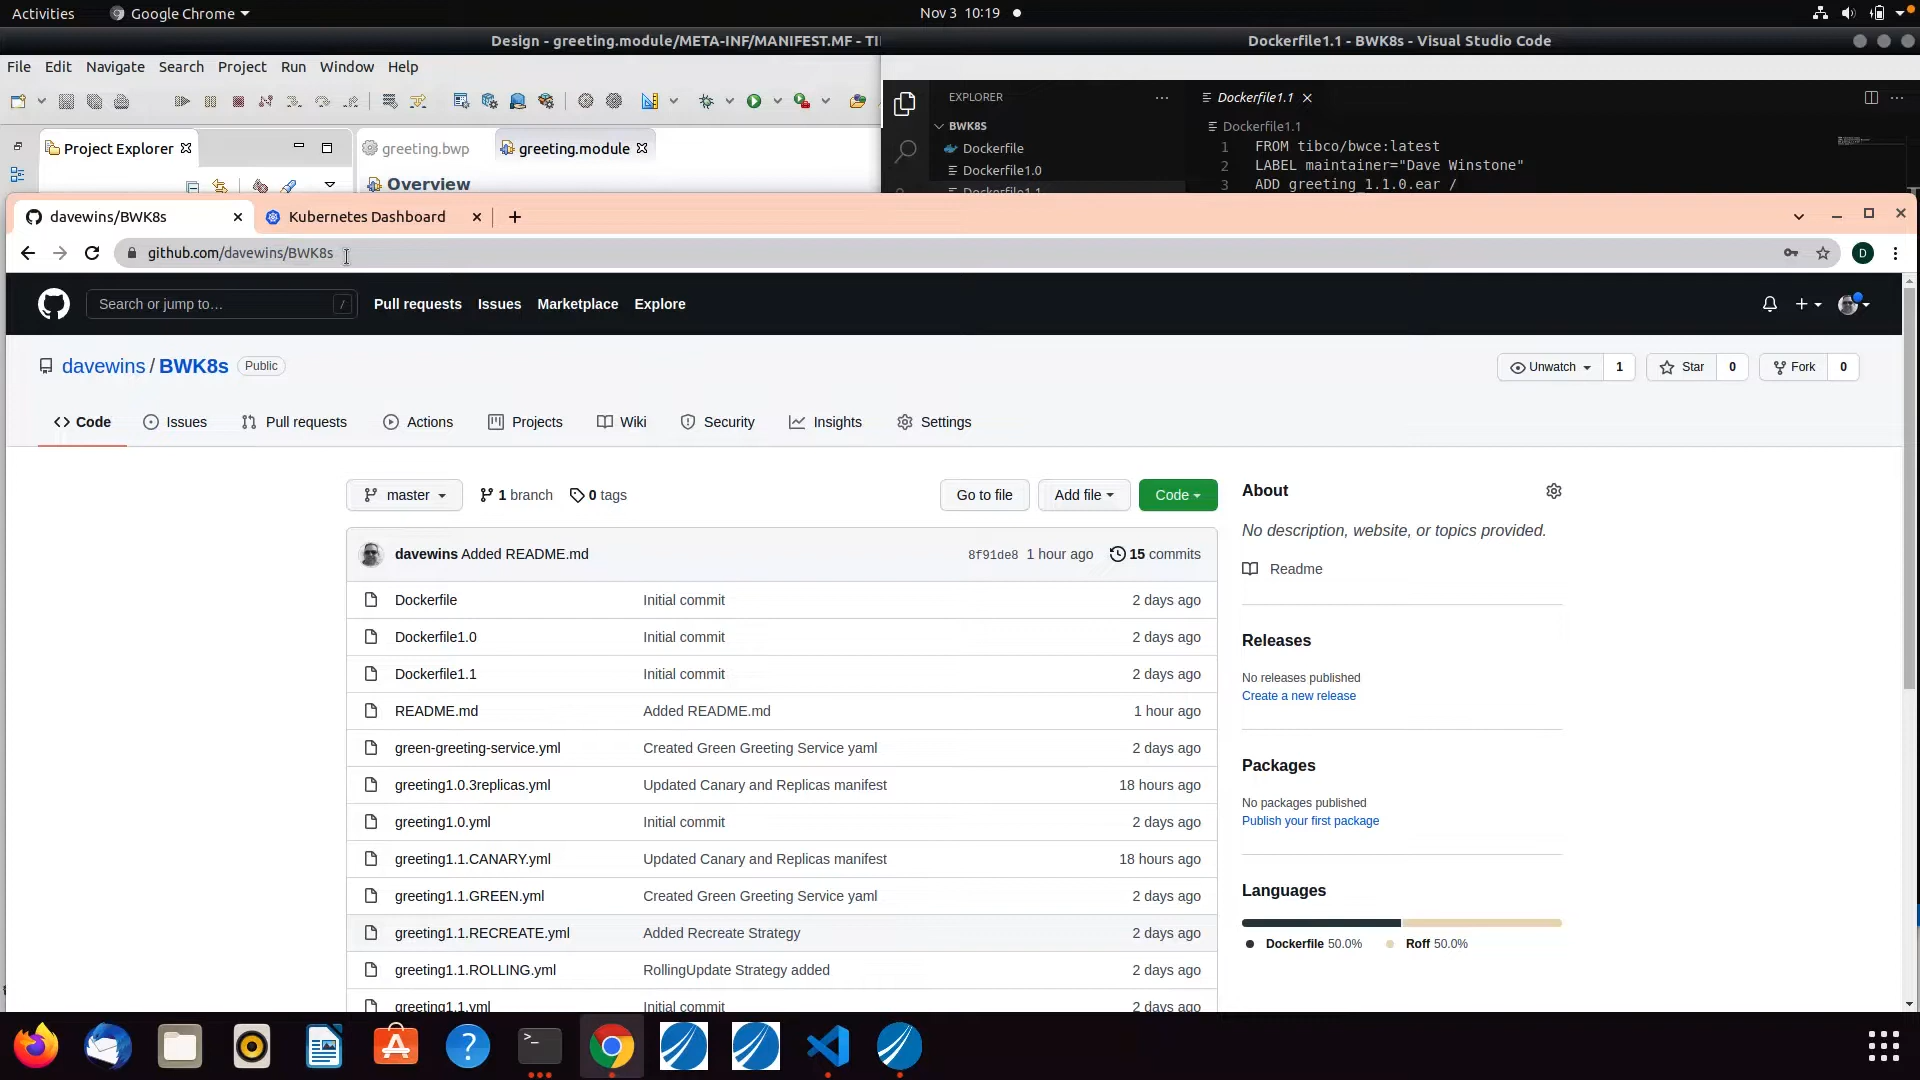 Activities
Google Chrome
Nov 3 10:19
Design - greeting.module/META-INF/MANIFEST.MF - TI
Dockerfile1.1 - BWK8s - Visual Studio Code
File Edit Navigate Search Project Run Window Help
EXPLORER
Dockerfile1.1
BWK8S
Dockerfile1.1
Project Explorer
greeting.bwp
greeting.module
Dockerfile
1 FROM tibco/bwce:latest
Dockerfile1.0
2 LABEL maintainer="Dave Winstone"
Overview
Dockerfile1.1
3 ADD greeting_1.1.0.ear /
davewins/BWK8s
Kubernetes Dashboard
github.com/davewins/BWK8s
D
Search or jump to…
/
Pull requests
Issues
Marketplace
Explore
davewins / BWK8s
Public
Unwatch
1
Star
0
Fork
0
Code
Issues
Pull requests
Actions
Projects
Wiki
Security
Insights
Settings
master
1 branch
0 tags
Go to file
Add file
Code
davewins Added README.md
8f91de8 1 hour ago
15 commits
Dockerfile Initial commit 2 days ago
Dockerfile1.0 Initial commit 2 days ago
Dockerfile1.1 Initial commit 2 days ago
README.md Added README.md 1 hour ago
green-greeting-service.yml Created Green Greeting Service yaml 2 days ago
greeting1.0.3replicas.yml Updated Canary and Replicas manifest 18 hours ago
greeting1.0.yml Initial commit 2 days ago
greeting1.1.CANARY.yml Updated Canary and Replicas manifest 18 hours ago
greeting1.1.GREEN.yml Created Green Greeting Service yaml 2 days ago
greeting1.1.RECREATE.yml Added Recreate Strategy 2 days ago
greeting1.1.ROLLING.yml RollingUpdate Strategy added 2 days ago
greeting1.1.yml Initial commit 2 days ago
About
No description, website, or topics provided.
Readme
Releases
No releases published
Create a new release
Packages
No packages published
Publish your first package
Languages
Dockerfile 50.0%
Roff 50.0%